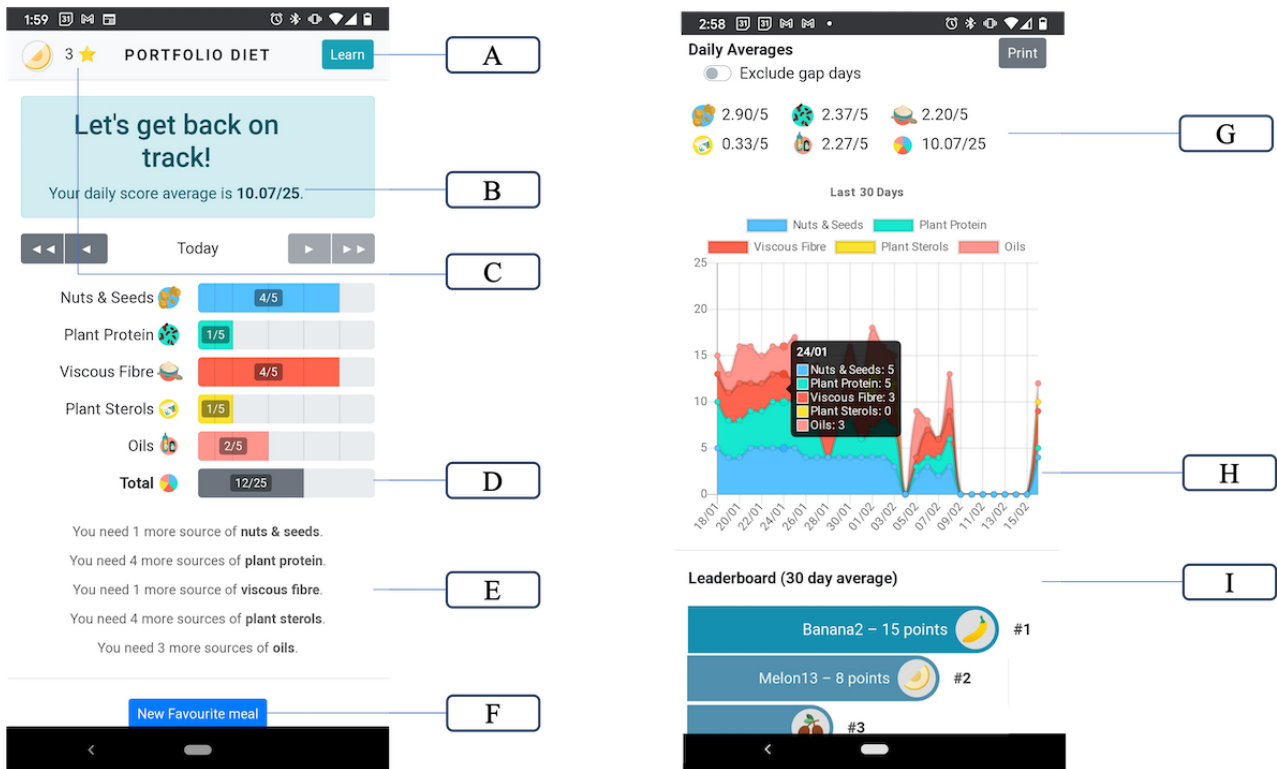 1:59 31
3 PORTFOLIO DIET Learn
A
Let's get back on
track!
Your daily score average is 10.07/25.
B
Today
C
Nuts & Seeds 4/5
Plant Protein 1/5
Viscous Fibre 4/5
Plant Sterols 1/5
Oils 2/5
Total 12/25
D
You need 1 more source of nuts & seeds.
You need 4 more sources of plant protein.
You need 1 more source of viscous fibre.
E
You need 4 more sources of plant sterols.
You need 3 more sources of oils.
New Favourite meal
F
2:58 31 31
Daily Averages
Print
Exclude gap days
2.90/5 2.37/5 2.20/5
G
0.33/5 2.27/5 10.07/25
Last 30 Days
Nuts & Seeds Plant Protein
Viscous Fibre Plant Sterols Oils
25
20
15
10
5
0
24/01
Nuts & Seeds: 5
Plant Protein: 5
Viscous Fibre: 3
Plant Sterols: 0
Oils: 3
H
18/01 20/01 22/01 24/01 26/01 28/01 30/01 01/02 03/02 05/02 07/02 09/02 11/02 13/02 15/02
Leaderboard (30 day average)
I
Banana2 – 15 points #1
Melon13 – 8 points #2
#3